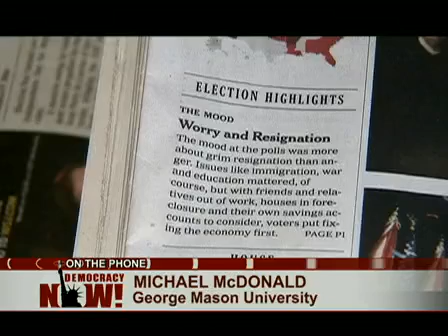 ELECTION HIGHLIGHTS
THE MOOD
Worry and Resignation
The mood at the polls was more
about grim resignation than an-
ger. Issues like immigration, war
and education mattered, of
course, but with friends and rela-
tives out of work, houses in fore-
closure and their own savings ac-
counts to consider, voters put fix-
ing the economy first. PAGE P1
HOUSE
ON THE PHONE
DEMOCRACY
NOW!
MICHAEL McDONALD
George Mason University